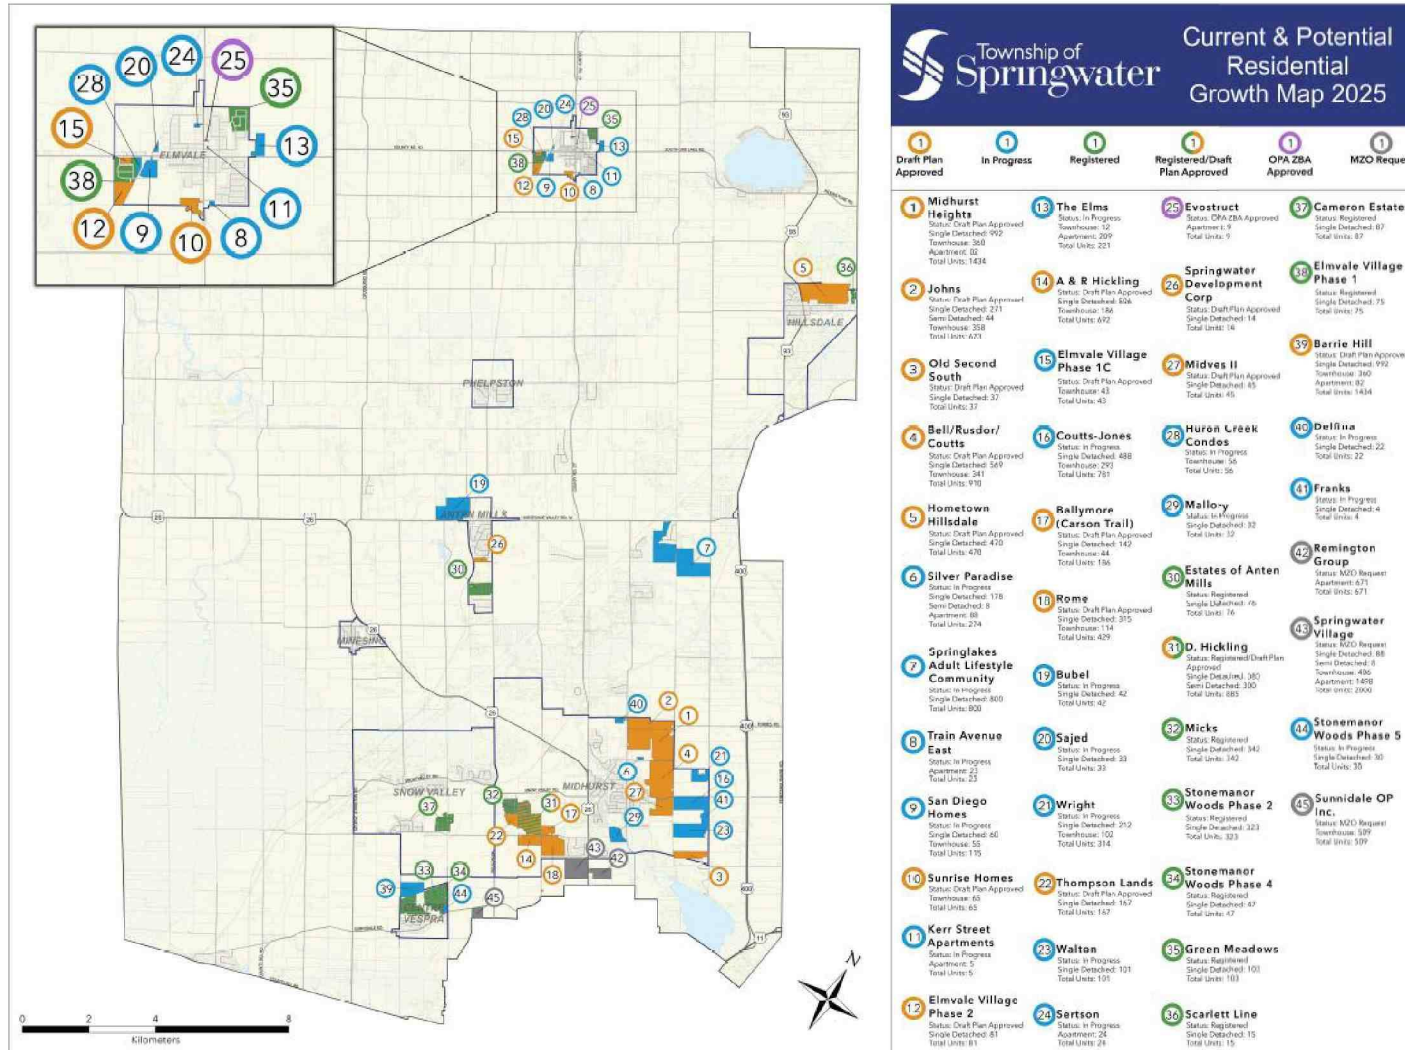 Township of
Springwater
Current & Potential
Residential
Growth Map 2025
1
Draft Plan
Approved
1
In Progress
1
Registered
1
Registered/Draft
Plan Approved
1
OPA ZBA
Approved
1
MZO Reque
1
Midhurst
Heights
Status: Draft Plan Approved
Single Detached: 992
Townhouse: 360
Apartment: 82
Total Units: 1434
2
Johns
Status: Draft Plan Approved
Single Detached: 271
Semi Detached: 44
Townhouse: 358
Total Units: 673
3
Old Second
South
Status: Draft Plan Approved
Single Detached: 37
Total Units: 37
4
Bell/Rusdor/
Coutts
Status: Draft Plan Approved
Single Detached: 569
Townhouse: 341
Total Units: 910
5
Hometown
Hillsdale
Status: Draft Plan Approved
Single Detached: 470
Total Units: 470
6
Silver Paradise
Status: In Progress
Single Detached: 178
Semi Detached: 8
Apartment: 88
Total Units: 274
7
Springlakes
Adult Lifestyle
Community
Status: In Progress
Single Detached: 800
Total Units: 800
8
Train Avenue
East
Status: In Progress
Apartment: 23
Total Units: 23
9
San Diego
Homes
Status: In Progress
Single Detached: 60
Townhouse: 55
Total Units: 115
10
Sunrise Homes
Status: Draft Plan Approved
Townhouse: 65
Total Units: 65
11
Kerr Street
Apartments
Status: In Progress
Apartment: 5
Total Units: 5
12
Elmvale Village
Phase 2
Status: Draft Plan Approved
Single Detached: 81
Total Units: 81
13
The Elms
Status: In Progress
Townhouse: 12
Apartment: 209
Total Units: 221
14
A & R Hickling
Status: Draft Plan Approved
Single Detached: 506
Townhouse: 186
Total Units: 692
15
Elmvale Village
Phase 1C
Status: Draft Plan Approved
Townhouse: 43
Total Units: 43
16
Coutts-Jones
Status: In Progress
Single Detached: 488
Townhouse: 293
Total Units: 781
17
Ballymore
(Carson Trail)
Status: Draft Plan Approved
Single Detached: 142
Townhouse: 44
Total Units: 186
18
Rome
Status: Draft Plan Approved
Single Detached: 315
Townhouse: 114
Total Units: 429
19
Bubel
Status: In Progress
Single Detached: 42
Total Units: 42
20
Sajed
Status: In Progress
Single Detached: 33
Total Units: 33
21
Wright
Status: In Progress
Single Detached: 212
Townhouse: 102
Total Units: 314
22
Thompson Lands
Status: Draft Plan Approved
Single Detached: 167
Total Units: 167
23
Walton
Status: In Progress
Single Detached: 101
Total Units: 101
24
Sertson
Status: In Progress
Apartment: 24
Total Units: 24
25
Evostruct
Status: OPA ZBA Approved
Apartment: 9
Total Units: 9
26
Springwater
Development
Corp
Status: Draft Plan Approved
Single Detached: 14
Total Units: 14
27
Midves II
Status: Draft Plan Approved
Single Detached: 45
Total Units: 45
28
Huron Creek
Condos
Status: In Progress
Townhouse: 56
Total Units: 56
29
Mallory
Status: In Progress
Single Detached: 32
Total Units: 32
30
Estates of Anten
Mills
Status: Registered
Single Detached: 76
Total Units: 76
31
D. Hickling
Status: Registered/Draft Plan
Approved
Single Detached:
Semi Detached: 300
Total Units:
32
Micks
Status: Registered
Single Detached: 342
Total Units: 342
33
Stonemanor
Woods Phase 2
Status: Registered
Single Detached: 323
Total Units: 323
34
Stonemanor
Woods Phase 4
Status: Registered
Single Detached: 47
Total Units: 47
35
Green Meadows
Status: Registered
Single Detached: 103
Total Units: 103
36
Scarlett Line
Status: Registered
Single Detached: 15
Total Units: 15
37
Cameron Estate
Status: Registered
Single Detached: 87
Total Units: 87
38
Elmvale Village
Phase 1
Status: Registered
Single Detached: 75
Total Units: 75
39
Barrie Hill
Status: Draft Plan Approve
Single Detached: 992
Townhouse: 360
Apartment: 82
Total Units: 1434
40
Delfina
Status: In Progress
Single Detached: 22
Total Units: 22
41
Franks
Status: In Progress
Single Detached: 4
Total Units: 4
42
Remington
Group
Status: MZO Request
Apartment: 671
Total Units: 671
43
Springwater
Village
Status: MZO Request
Single Detached: 88
Semi Detached: 8
Townhouse: 406
Apartment: 1498
Total Units: 2000
44
Stonemanor
Woods Phase 5
Status: In Progress
Single Detached: 30
Total Units: 30
45
Sunnidale OP
Inc.
Status: MZO Request
Townhouse: 509
Total Units: 509
ELMVALE
HILLSDALE
PHELPSTON
ANTEN MILLS
MINESING
SNOW VALLEY
MIDHURST
CENTRE
VESPRA
N
0 2 4 8
Kilometers